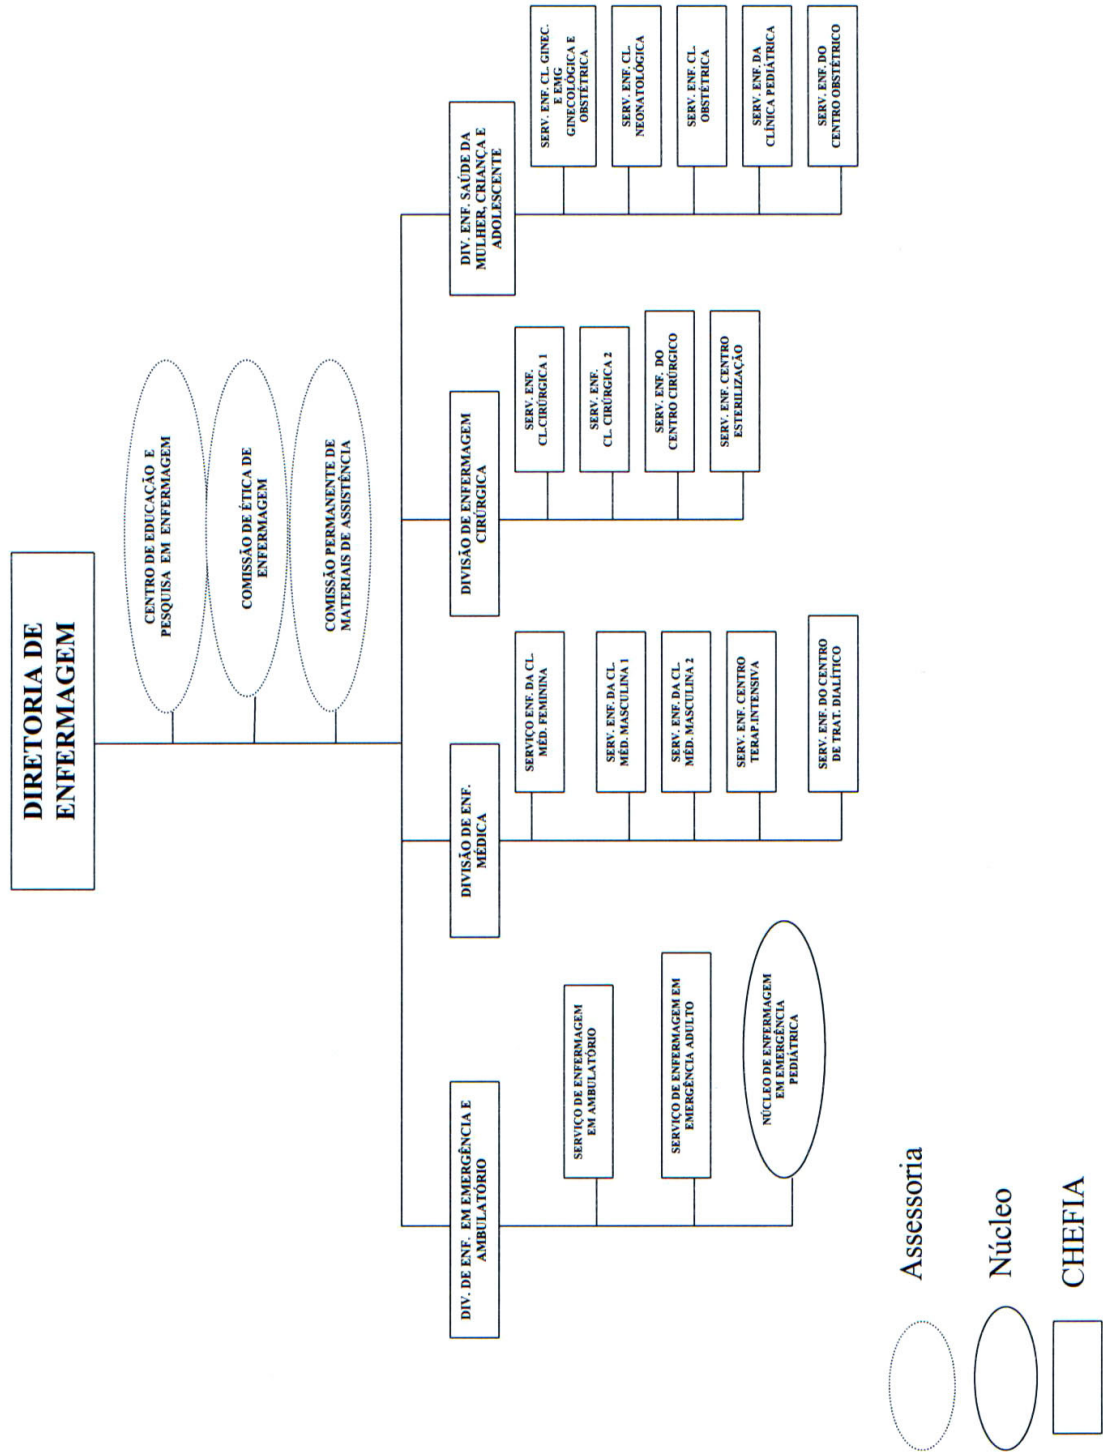 DIRETORIA DE
ENFERMAGEM
CENTRO DE EDUCAÇÃO E
PESQUISA EM ENFERMAGEM
COMISSÃO DE ÉTICA DE
ENFERMAGEM
COMISSÃO PERMANENTE DE
MATERIAIS DE ASSISTÊNCIA
DIV. DE ENF. EM EMERGÊNCIA E
AMBULATÓRIO
SERVIÇO DE ENFERMAGEM
EM AMBULATÓRIO
SERVIÇO DE ENFERMAGEM EM
EMERGÊNCIA ADULTO
NÚCLEO DE ENFERMAGEM
EM EMERGÊNCIA
PEDIÁTRICA
DIVISÃO DE ENF.
MÉDICA
SERVIÇO ENF. DA CL.
MÉD. FEMININA
SERV. ENF. DA CL.
MÉD. MASCULINA 1
SERV. ENF. DA CL.
MÉD. MASCULINA 2
SERV. ENF. CENTRO
TERAP.INTENSIVA
SERV. ENF. DO CENTRO
DE TRAT. DIALÍTICO
DIVISÃO DE ENFERMAGEM
CIRÚRGICA
SERV. ENF.
CL.CIRÚRGICA 1
SERV. ENF.
CL. CIRÚRGICA 2
SERV. ENF. DO
CENTRO CIRÚRGICO
SERV. ENF. CENTRO
ESTERILIZAÇÃO
DIV. ENF. SAÚDE DA
MULHER, CRIANÇA E
ADOLESCENTE
SERV. ENF. CL. GINEC.
E EMG
GINECOLÓGICA E
OBSTÉTRICA
SERV. ENF. CL.
NEONATOLÓGICA
SERV. ENF. CL.
OBSTÉTRICA
SERV. ENF. DA
CLÍNICA PEDIÁTRICA
SERV. ENF. DO
CENTRO OBSTÉTRICO
Assessoria
Núcleo
CHEFIA